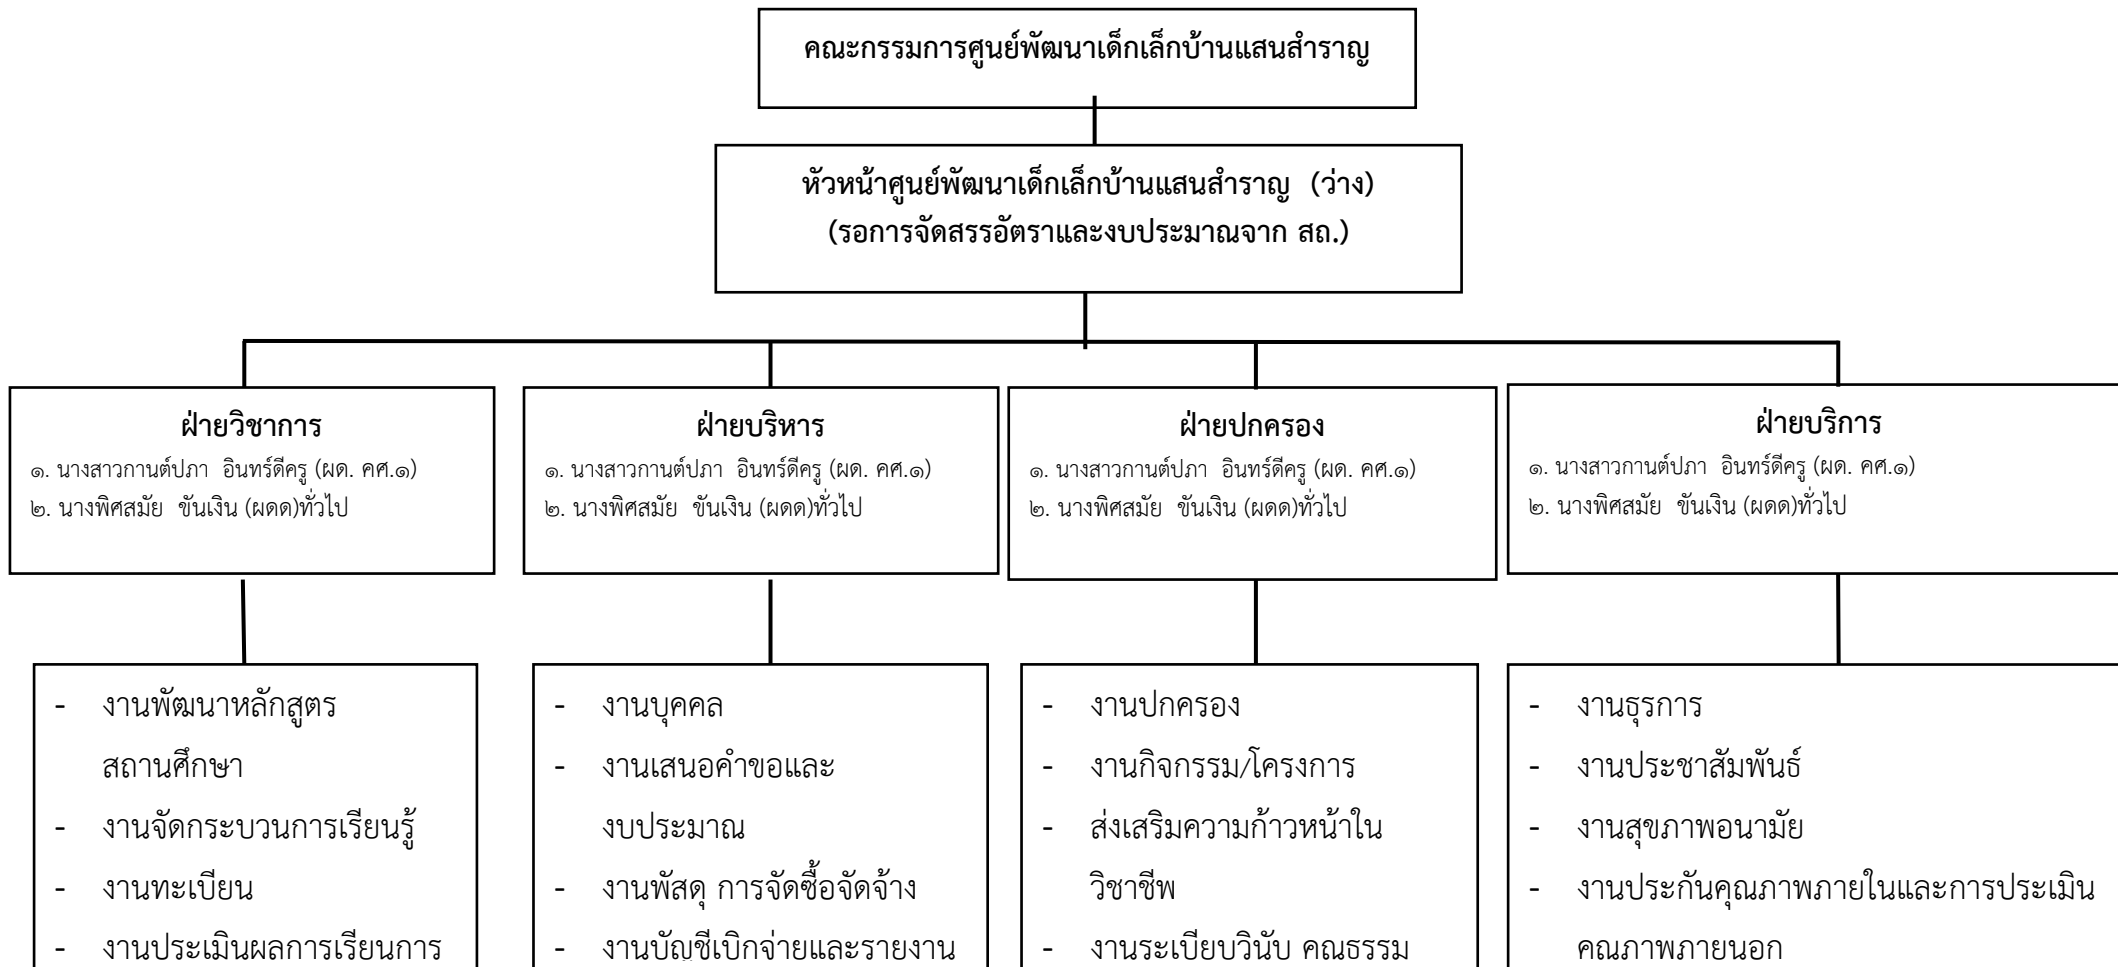 คณะกรรมการศูนย์พัฒนาเด็กเล็กบ้านแสนสำราญ
หัวหน้าศูนย์พัฒนาเด็กเล็กบ้านแสนสำราญ (ว่าง)
(รอการจัดสรรอัตราและงบประมาณจาก สถ.)
ฝ่ายวิชาการ
๑. นางสาวกานต์ปภา อินทร์ดีครู (ผด. คศ.๑)
๒. นางพิศสมัย ขันเงิน (ผดด)ทั่วไป
ฝ่ายบริหาร
๑. นางสาวกานต์ปภา อินทร์ดีครู (ผด. คศ.๑)
๒. นางพิศสมัย ขันเงิน (ผดด)ทั่วไป
ฝ่ายปกครอง
๑. นางสาวกานต์ปภา อินทร์ดีครู (ผด. คศ.๑)
๒. นางพิศสมัย ขันเงิน (ผดด)ทั่วไป
ฝ่ายบริการ
๑. นางสาวกานต์ปภา อินทร์ดีครู (ผด. คศ.๑)
๒. นางพิศสมัย ขันเงิน (ผดด)ทั่วไป
- งานพัฒนาหลักสูตร
สถานศึกษา
- งานจัดกระบวนการเรียนรู้
- งานทะเบียน
- งานประเมินผลการเรียนการ
- งานบุคคล
- งานเสนอคำขอและ
งบประมาณ
- งานพัสดุ การจัดซื้อจัดจ้าง
- งานบัญชีเบิกจ่ายและรายงาน
- งานปกครอง
- งานกิจกรรม/โครงการ
- ส่งเสริมความก้าวหน้าใน
วิชาชีพ
- งานระเบียบวินับ คณธรรม
- งานธุรการ
- งานประชาสัมพันธ์
- งานสุขภาพอนามัย
- งานประกันคุณภาพภายในและการประเมิน
คณภาพภายนอก